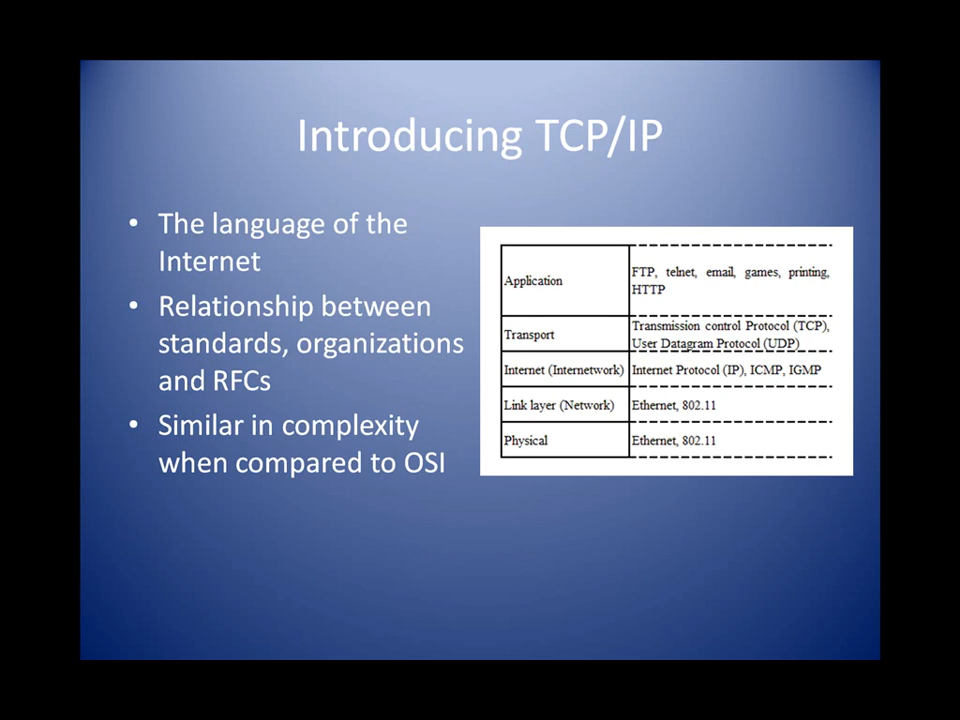 Introducing TCP/IP
• The language of the
Internet
• Relationship between
standards, organizations
and RFCs
• Similar in complexity
when compared to OSI
Application FTP, telnet, email, games, printing,
HTTP
Transport Transmission control Protocol (TCP),
User Datagram Protocol (UDP)
Internet (Internetwork) Internet Protocol (IP), ICMP, IGMP
Link layer (Network) Ethernet, 802.11
Physical Ethernet, 802.11